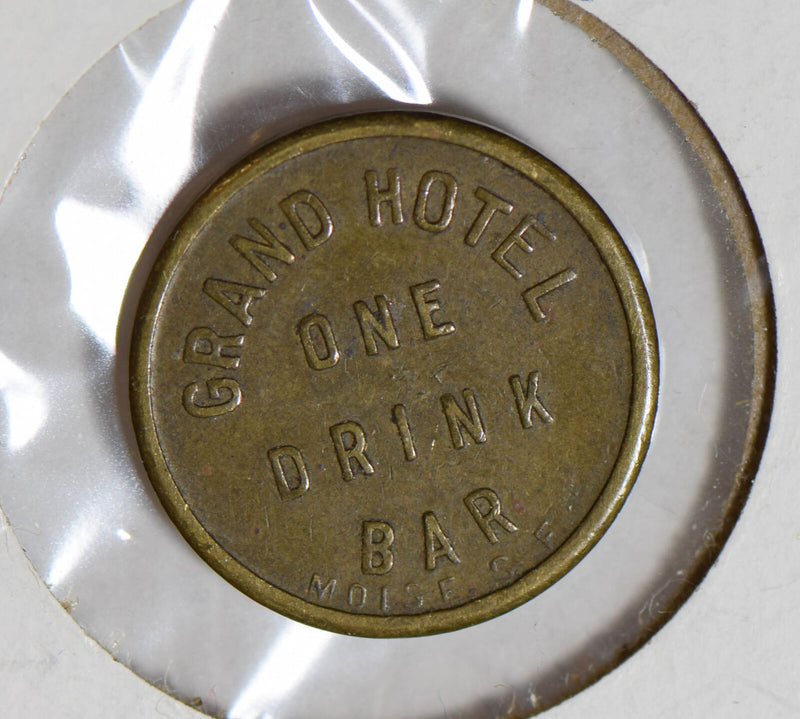 GRAND HOTEL
ONE
DRINK
BAR
MOISE S.F.